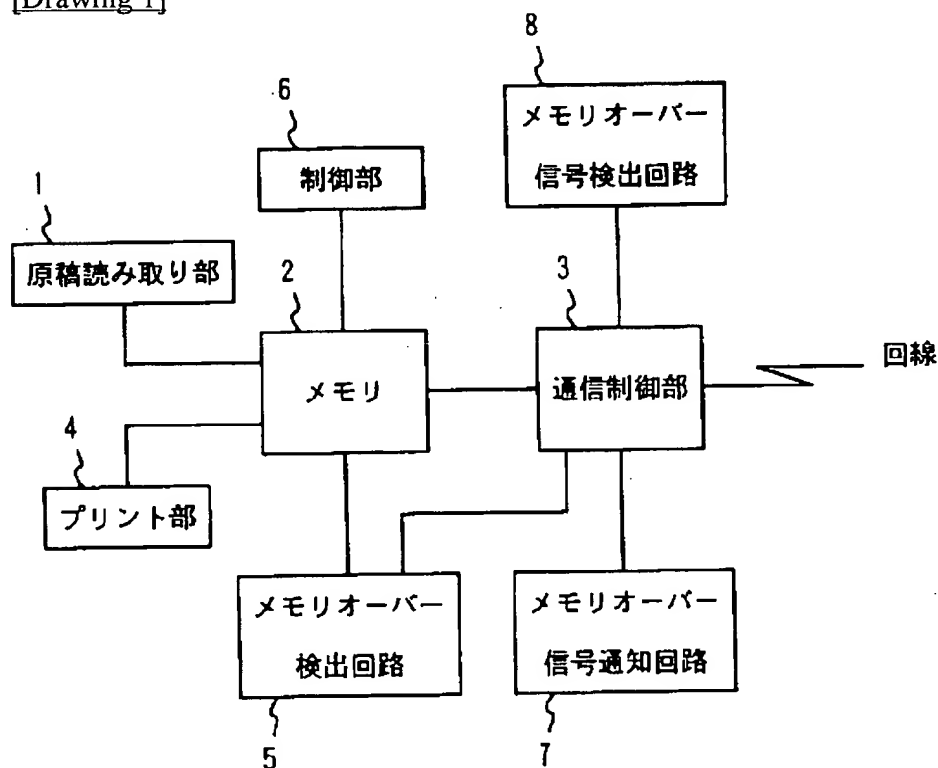 [Drawing 1]
8
メモリオーバー
信号検出回路
6
制御部
1
原稿読み取り部
2
メモリ
3
通信制御部
回線
4
プリント部
メモリオーバー
検出回路
5
メモリオーバー
信号通知回路
7